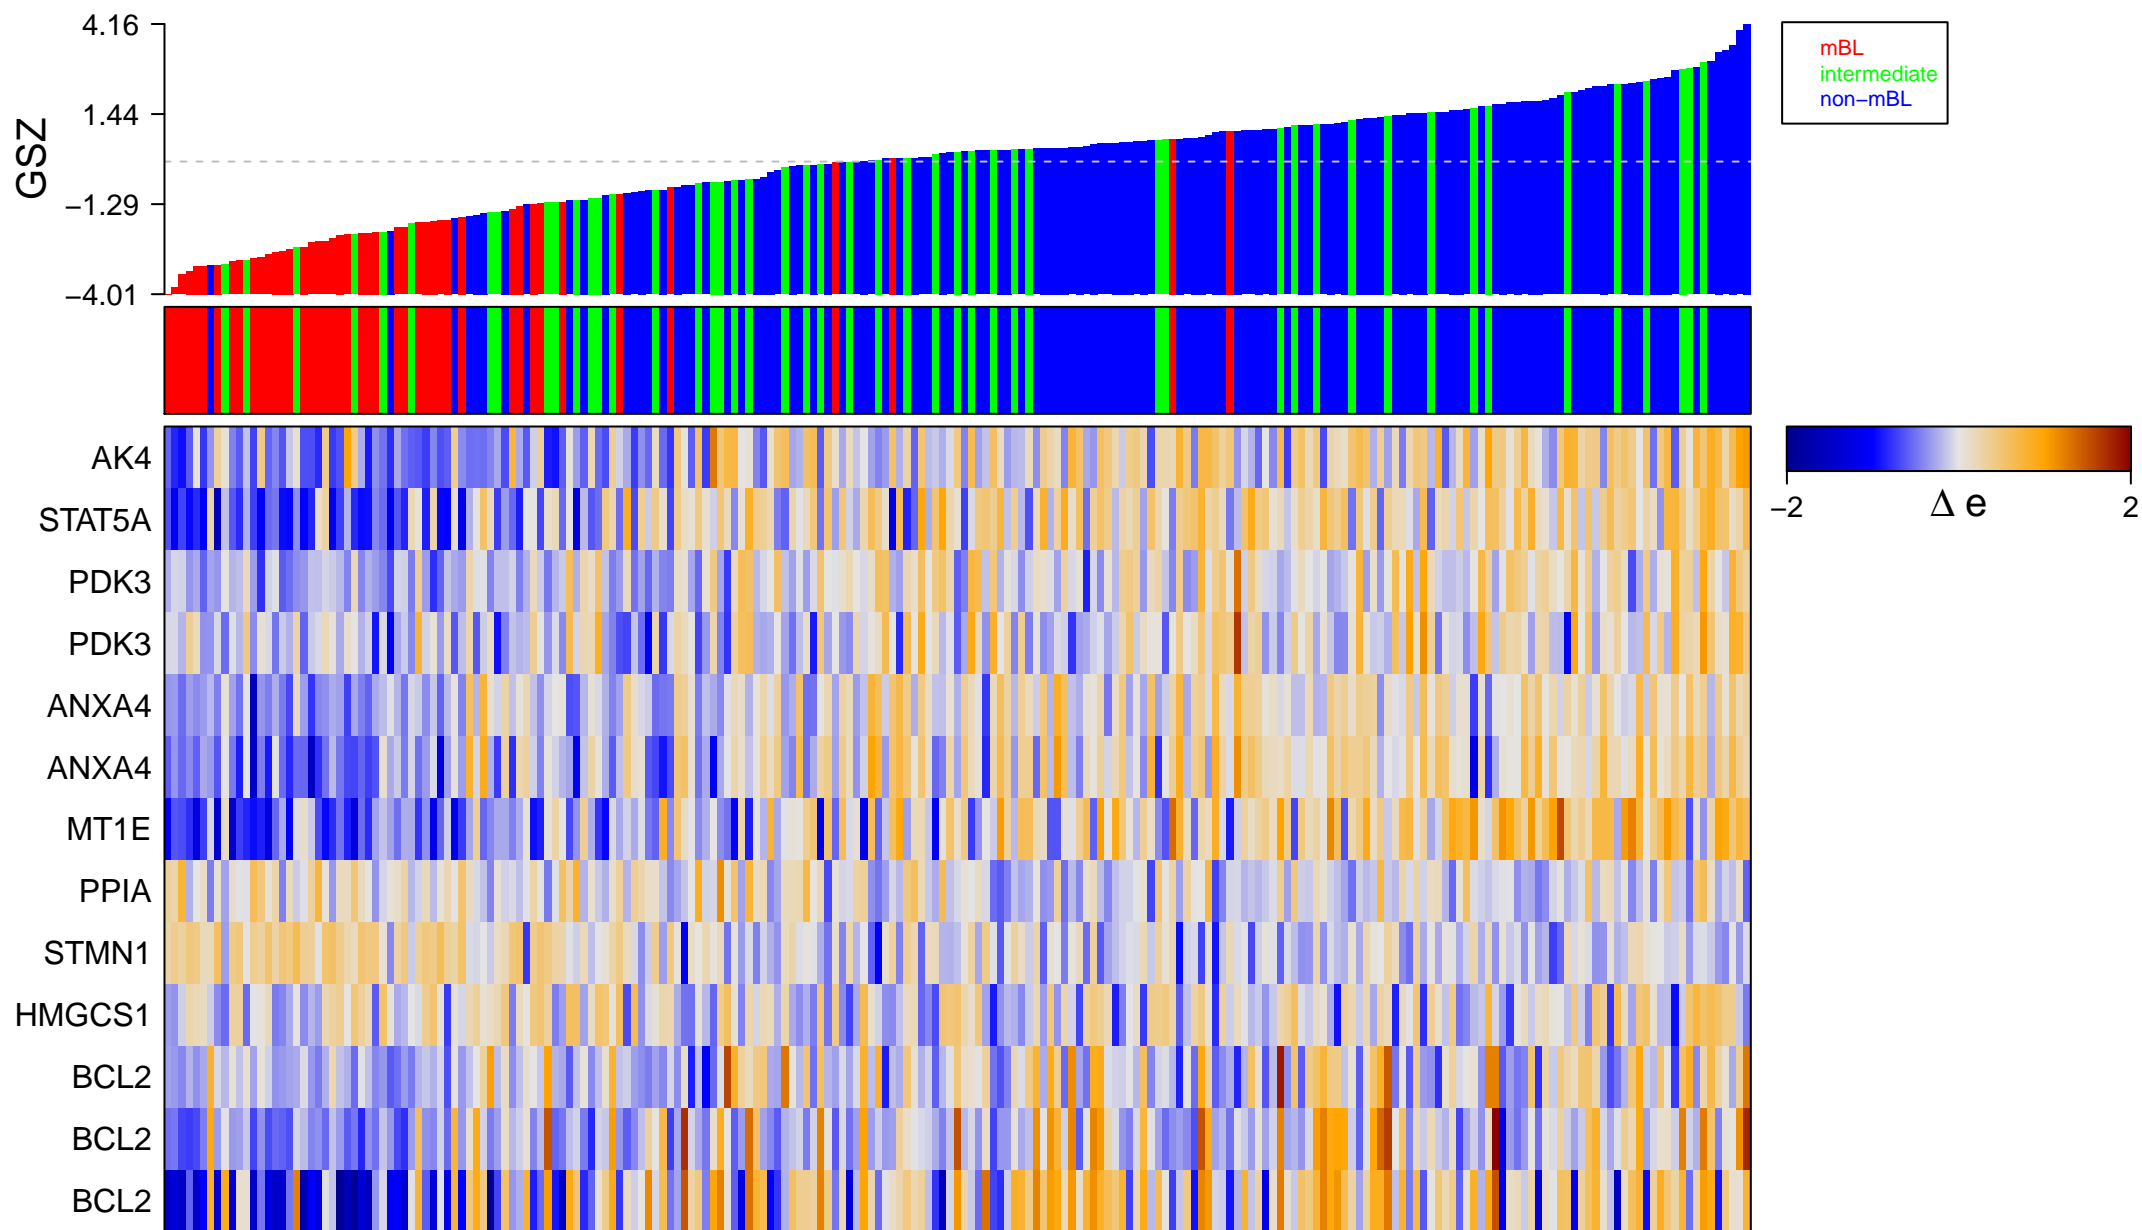 4.16
1.44
−1.29
−4.01
GSZ
mBL
intermediate
non−mBL
AK4
STAT5A
PDK3
PDK3
ANXA4
ANXA4
MT1E
PPIA
STMN1
HMGCS1
BCL2
BCL2
BCL2
−2
Δ e
2